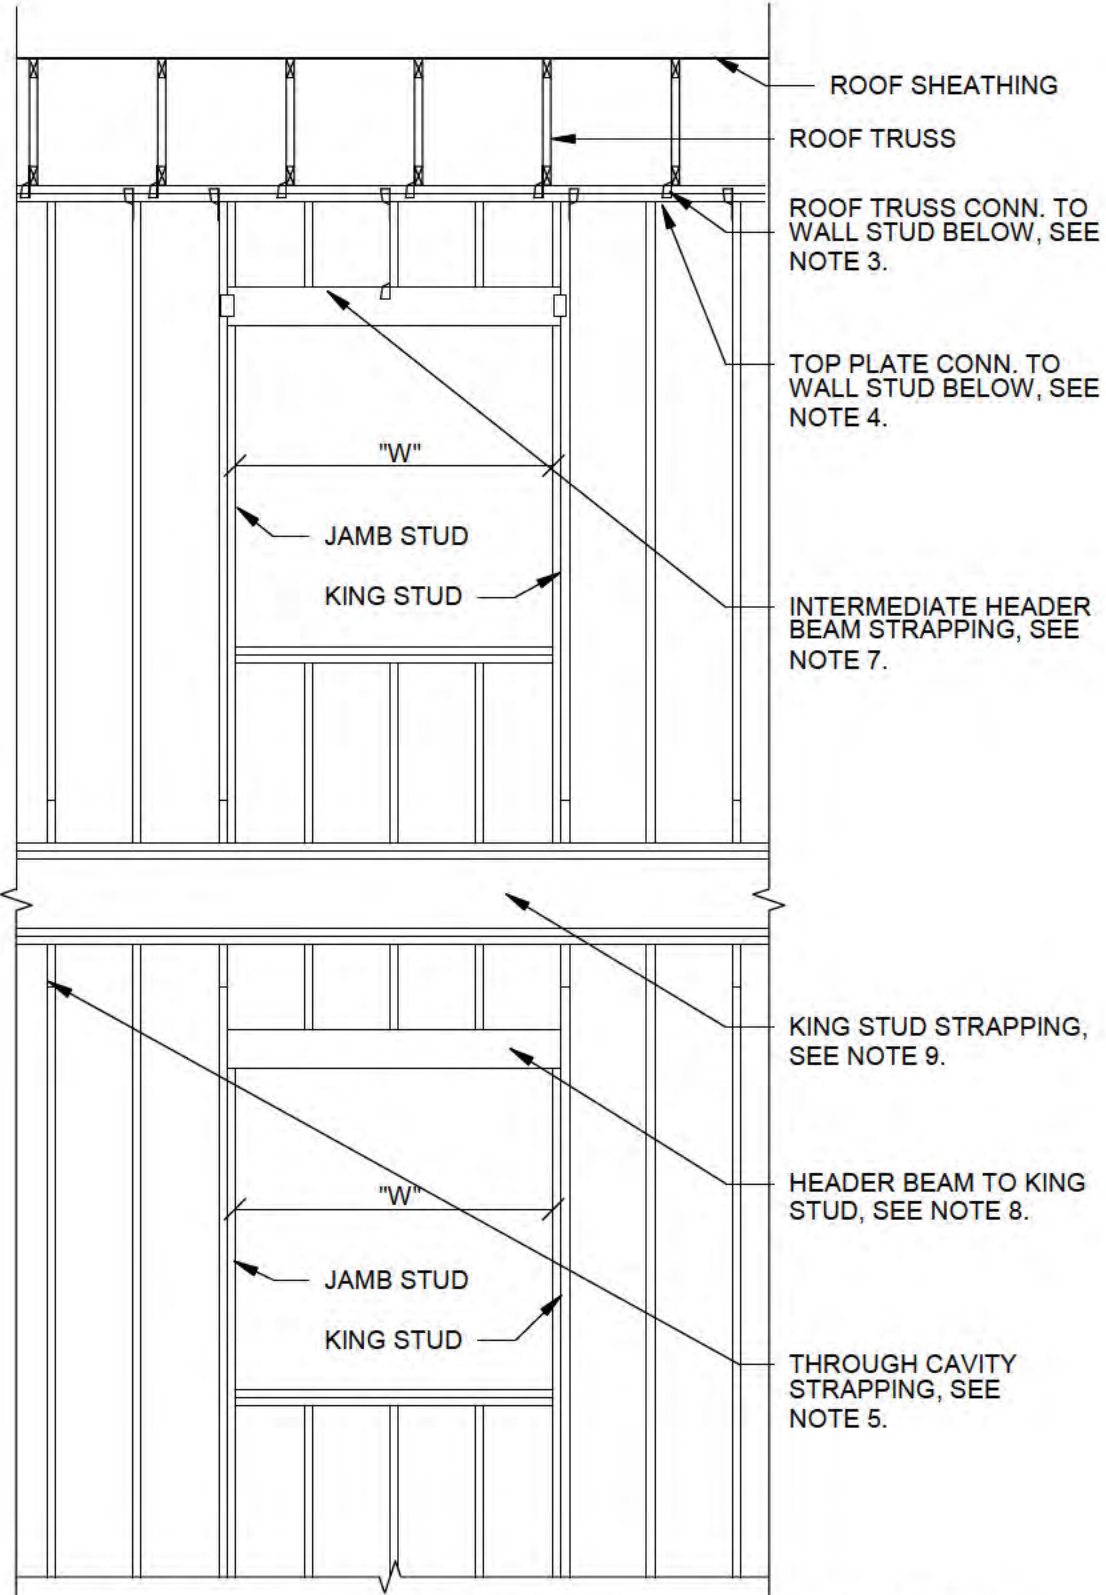 ROOF SHEATHING
ROOF TRUSS
ROOF TRUSS CONN. TO
WALL STUD BELOW, SEE
NOTE 3.
TOP PLATE CONN. TO
WALL STUD BELOW, SEE
NOTE 4.
"W"
JAMB STUD
KING STUD
INTERMEDIATE HEADER
BEAM STRAPPING, SEE
NOTE 7.
KING STUD STRAPPING,
SEE NOTE 9.
HEADER BEAM TO KING
STUD, SEE NOTE 8.
"W"
JAMB STUD
KING STUD
THROUGH CAVITY
STRAPPING, SEE
NOTE 5.